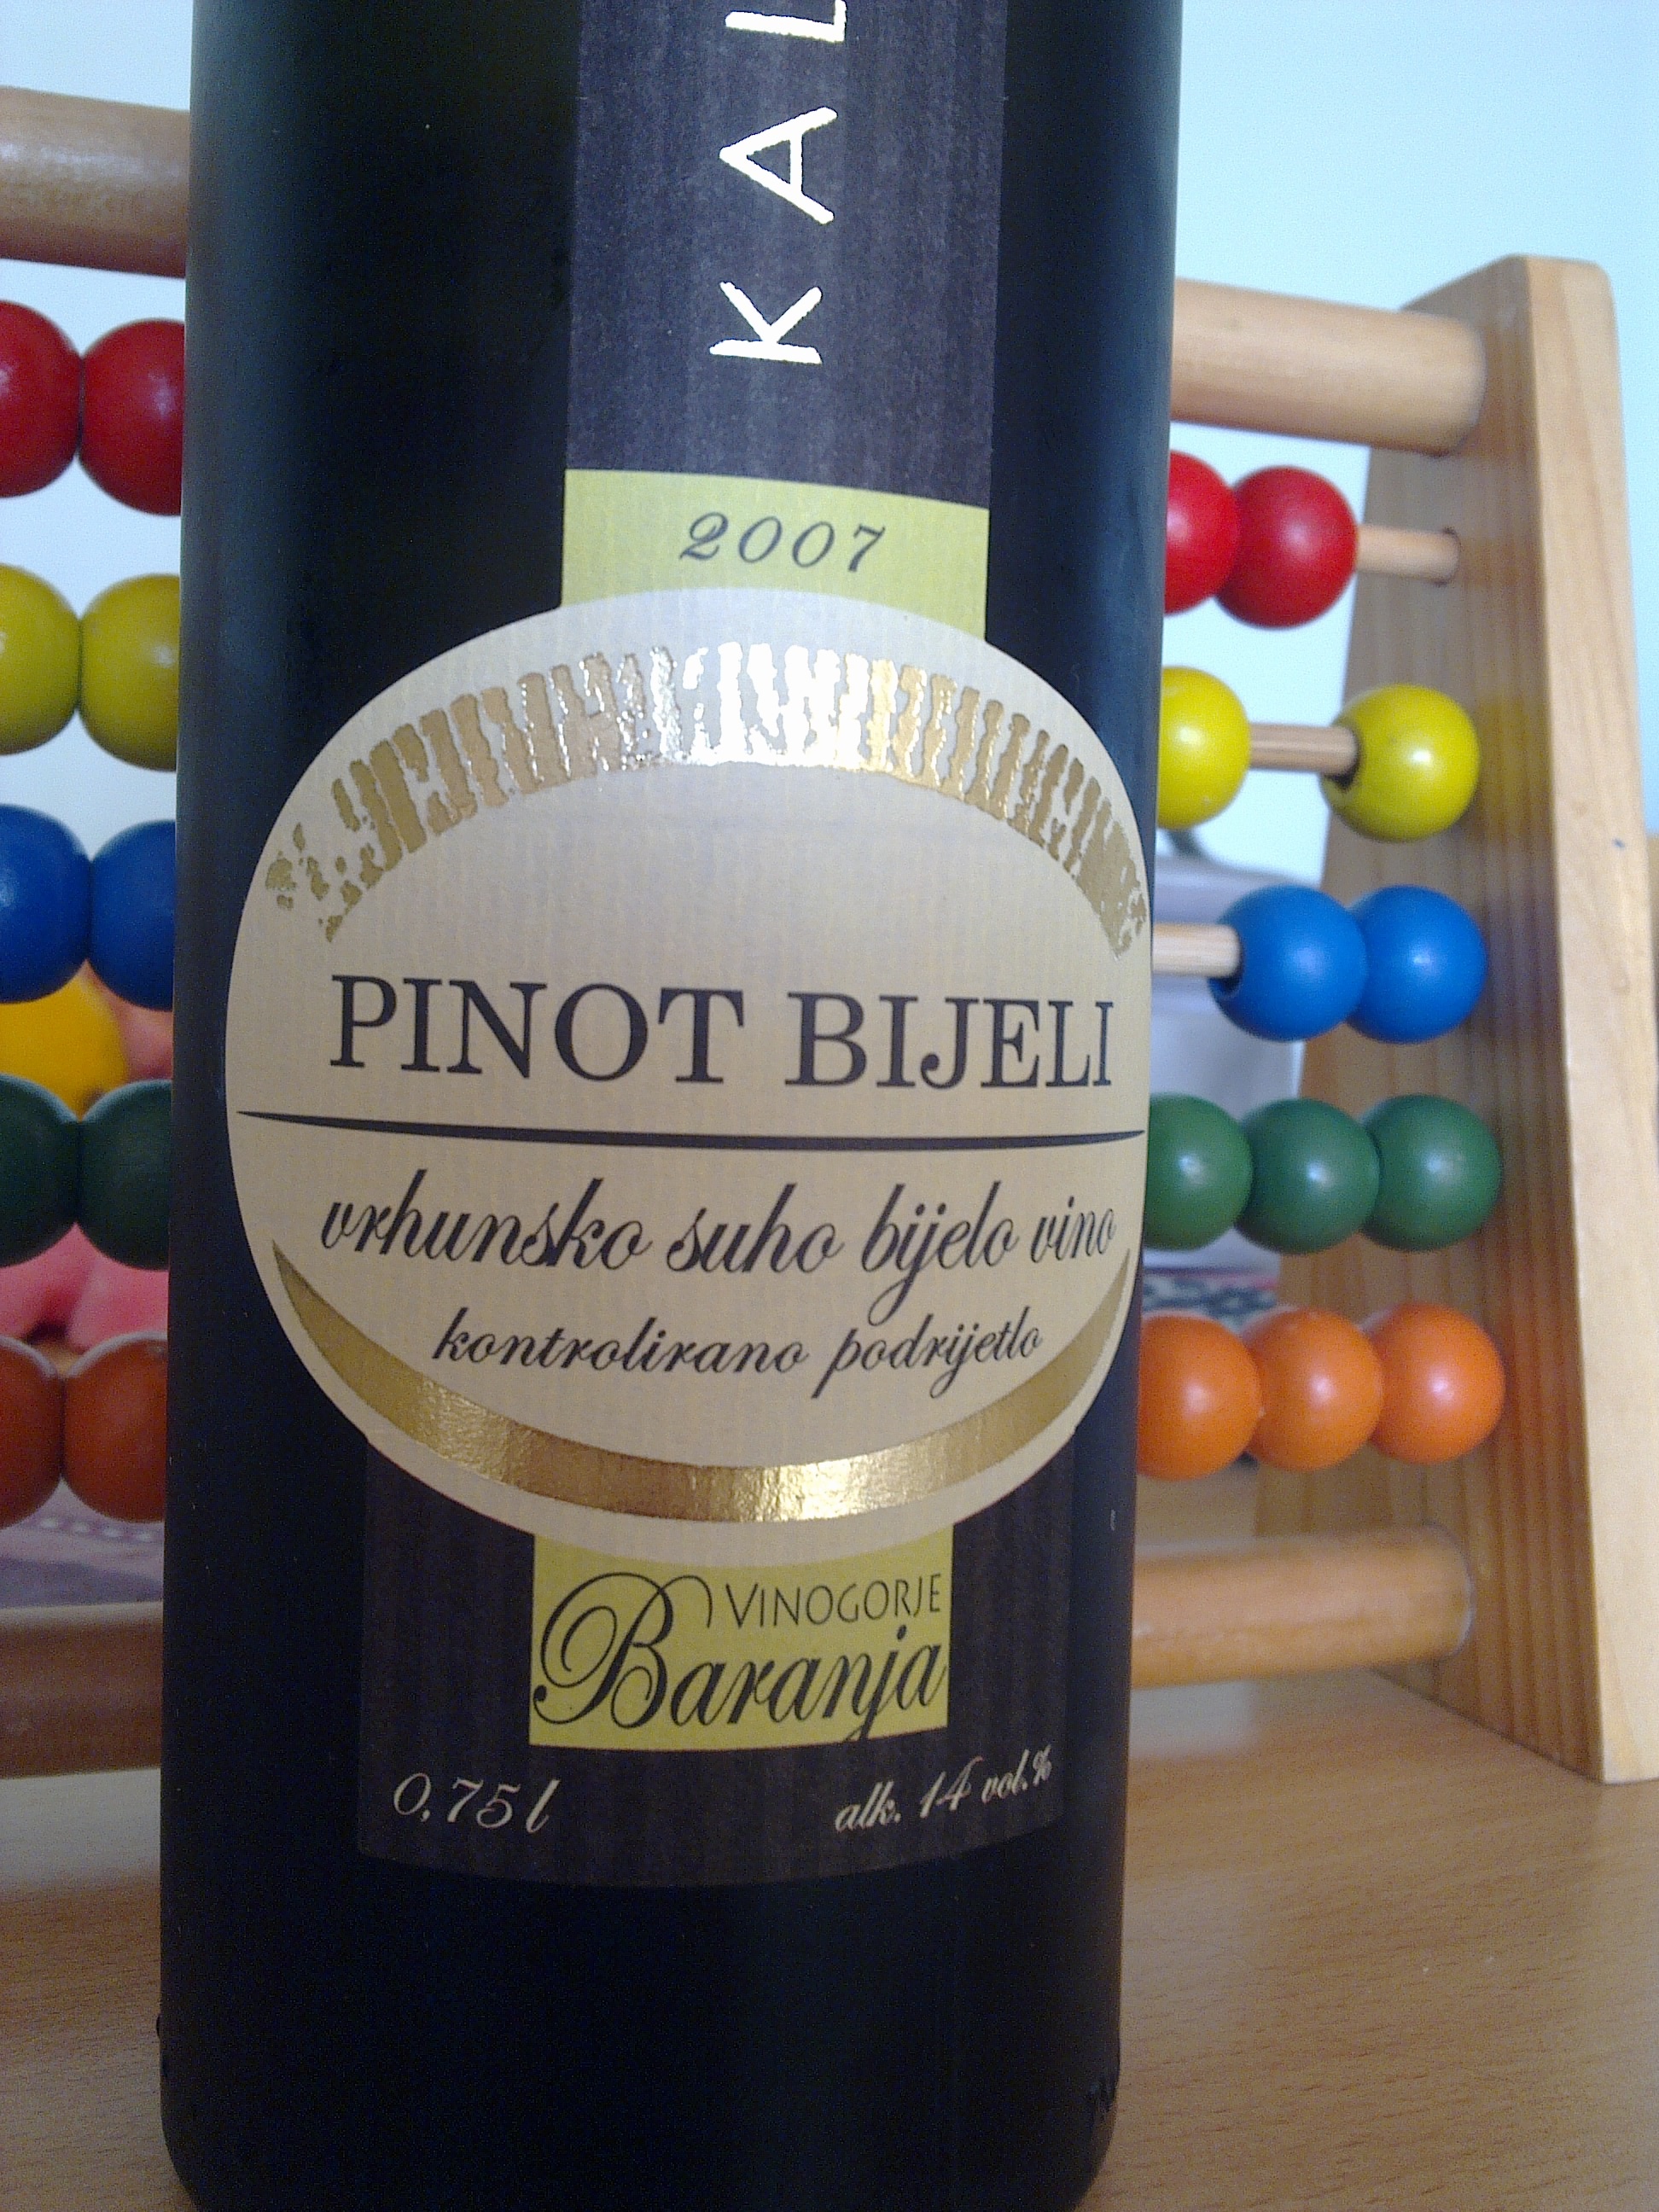 KAL
2007
PINOT BIJELI
vrhunsko suho bijelo vino
kontrolirano podrijetlo
VINOGORJE
Baranja
0,75 l
alk. 14 vol.%